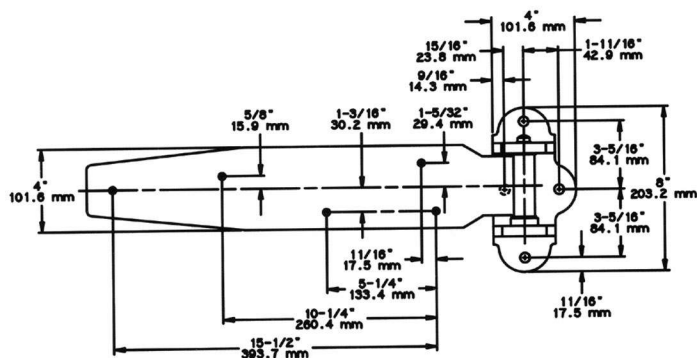 4"
101.6 mm
15/16"
23.8 mm
1-11/16"
42.9 mm
9/16"
14.3 mm
5/8"
15.9 mm
1-3/16"
30.2 mm
1-5/32"
29.4 mm
3-5/16"
84.1 mm
4"
101.6 mm
8"
203.2 mm
3-5/16"
84.1 mm
11/16"
17.5 mm
5-1/4"
133.4 mm
11/16"
17.5 mm
10-1/4"
260.4 mm
15-1/2"
393.7 mm